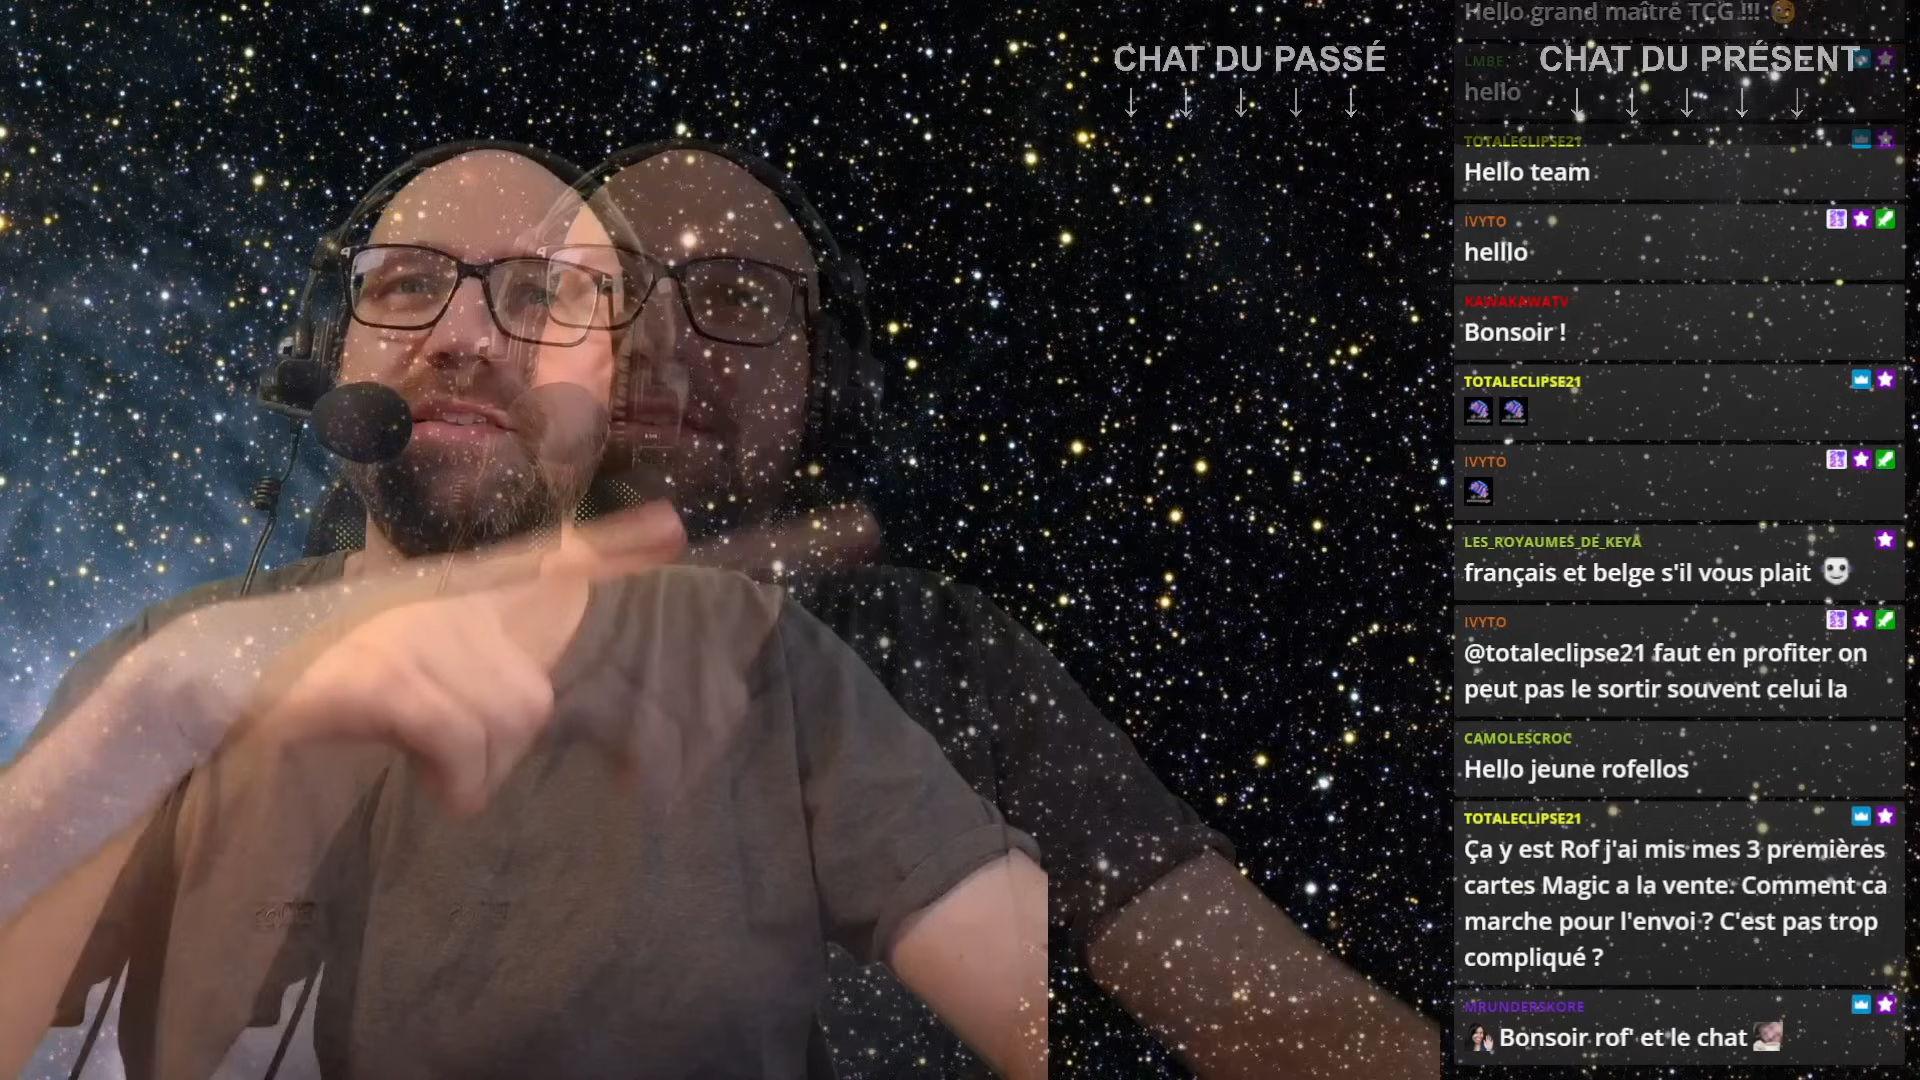 CHAT DU PASSÉ
↓ ↓ ↓ ↓ ↓
Hello grand maître TCG !!!
CHAT DU PRÉSENT
↓ ↓ ↓ ↓ ↓
LMBE
hello
TOTALECLIPSE21
Hello team
IVYTO
helllo
KAWAKAWATV
Bonsoir !
TOTALECLIPSE21
IVYTO
LES_ROYAUMES_DE_KEYA
français et belge s'il vous plait
IVYTO
@totaleclipse21 faut en profiter on
peut pas le sortir souvent celui la
CAMOLESCROC
Hello jeune rofellos
TOTALECLIPSE21
Ça y est Rof j'ai mis mes 3 premières
cartes Magic a la vente. Comment ca
marche pour l'envoi ? C'est pas trop
compliqué ?
MRUNDERSKORE
Bonsoir rof' et le chat